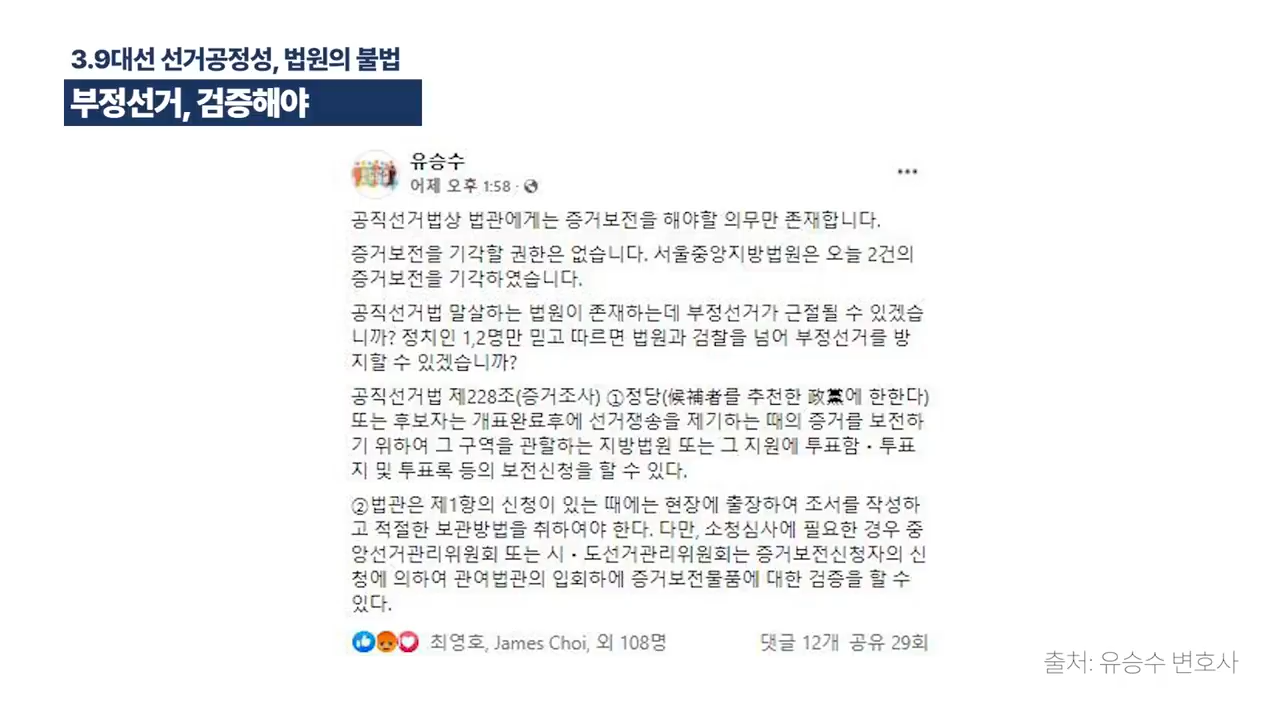 3.9대선 선거공정성, 법원의 불법
부정선거, 검증해야
유승수
어제 오후 1:58 ·
공직선거법상 법관에게는 증거보전을 해야할 의무만 존재합니다.
증거보전을 기각할 권한은 없습니다. 서울중앙지방법원은 오늘 2건의
증거보전을 기각하였습니다.
공직선거법 말살하는 법원이 존재하는데 부정선거가 근절될 수 있겠습
니까? 정치인 1,2명만 믿고 따르면 법원과 검찰을 넘어 부정선거를 방
지할 수 있겠습니까?
공직선거법 제228조(증거조사) ①정당(候補者를 추천한 政黨에 한한다)
또는 후보자는 개표완료후에 선거쟁송을 제기하는 때의 증거를 보전하
기 위하여 그 구역을 관할하는 지방법원 또는 그 지원에 투표함·투표
지 및 투표록 등의 보전신청을 할 수 있다.
②법관은 제1항의 신청이 있는 때에는 현장에 출장하여 조서를 작성하
고 적절한 보관방법을 취하여야 한다. 다만, 소청심사에 필요한 경우 중
앙선거관리위원회 또는 시·도선거관리위원회는 증거보전신청자의 신
청에 의하여 관여법관의 입회하에 증거보전물품에 대한 검증을 할 수
있다.
최영호, James Choi, 외 108명 댓글 12개 공유 29회
출처: 유승수 변호사